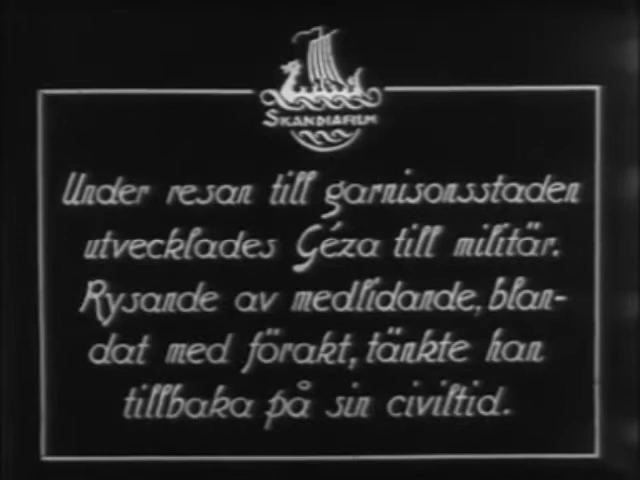 SKANDIAFILM
Under resan till garnisonsstaden
utvecklades Géza till militär.
Rysande av medlidande, blan-
dat med förakt, tänkte han
tillbaka på sin civiltid.